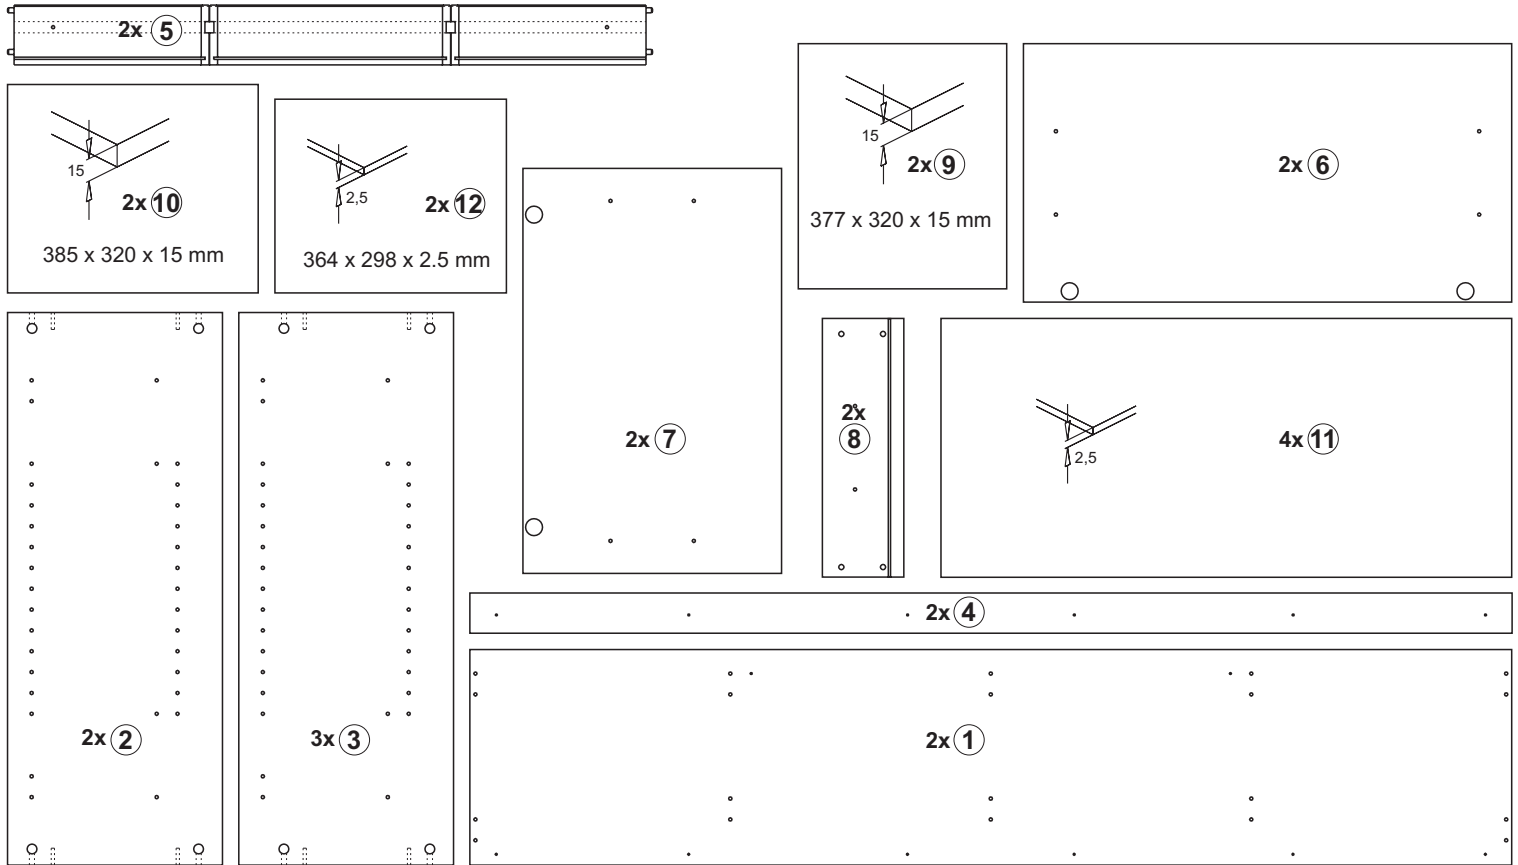 2x 5
15
2x 10
385 x 320 x 15 mm
2,5
2x 12
364 x 298 x 2.5 mm
15
2x 9
377 x 320 x 15 mm
2x 6
2x 7
2x
8
2,5
4x 11
2x 4
2x 2
3x 3
2x 1